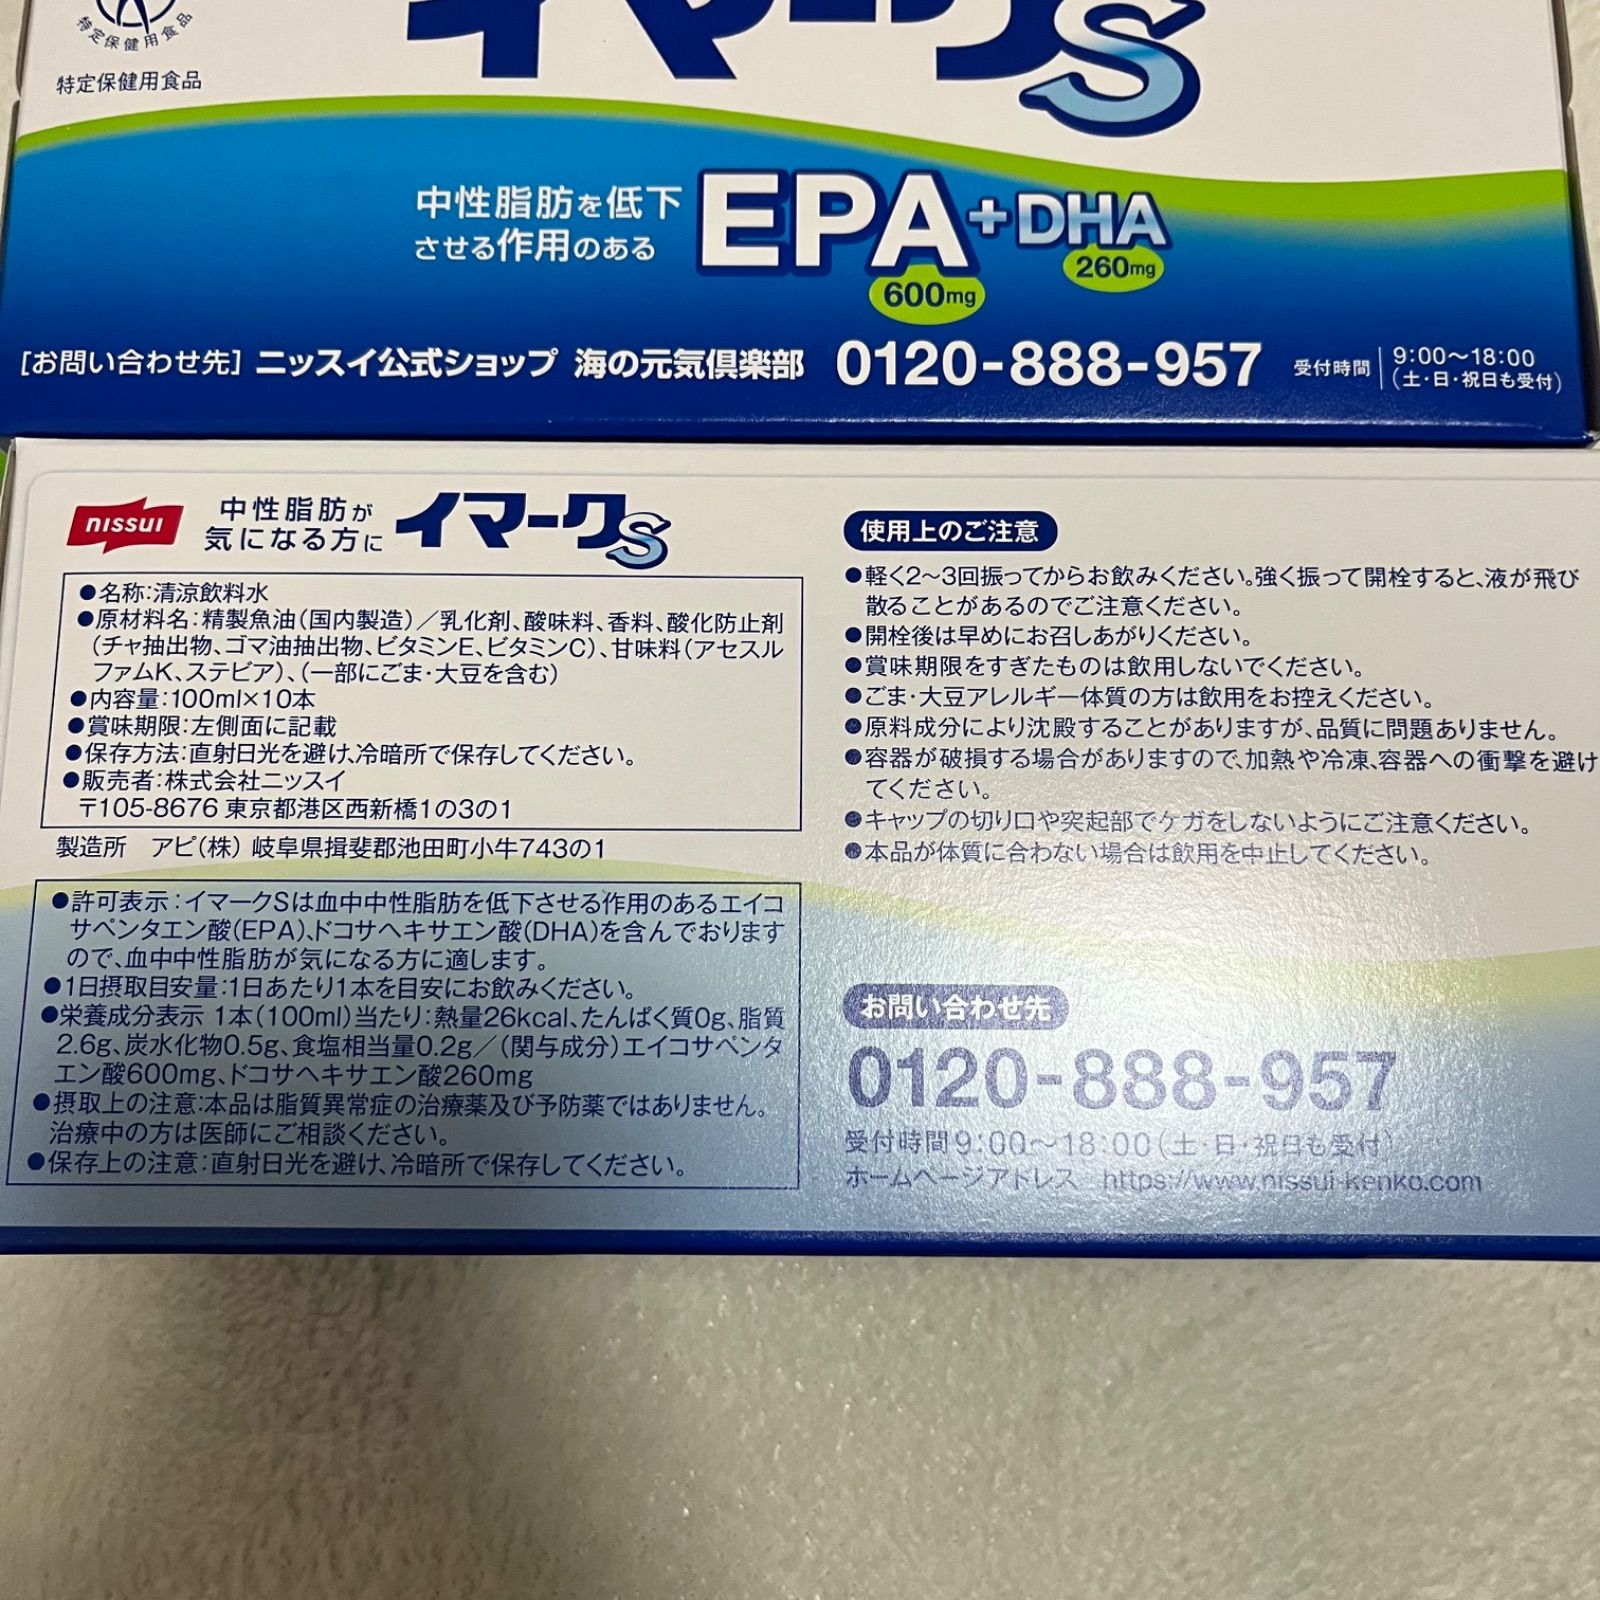 特定保健用食品
特定保健用食品
イマークS
中性脂肪を低下
させる作用のある
EPA+DHA
600mg
260mg
[お問い合わせ先] ニッスイ公式ショップ 海の元気倶楽部 0120-888-957 受付時間 9:00〜18:00
(土・日・祝日も受付)
nissui
中性脂肪が
気になる方に
イマークS
●名称:清涼飲料水
●原材料名:精製魚油(国内製造)/乳化剤、酸味料、香料、酸化防止剤
(チャ抽出物、ゴマ油抽出物、ビタミンE、ビタミンC)、甘味料(アセスル
ファムK、ステビア)、(一部にごま・大豆を含む)
●内容量:100ml×10本
●賞味期限:左側面に記載
●保存方法:直射日光を避け、冷暗所で保存してください。
●販売者:株式会社ニッスイ
〒105-8676 東京都港区西新橋1の3の1
製造所 アピ(株) 岐阜県揖斐郡池田町小牛743の1
●許可表示:イマークSは血中中性脂肪を低下させる作用のあるエイコ
サペンタエン酸(EPA)、ドコサヘキサエン酸(DHA)を含んでおります
ので、血中中性脂肪が気になる方に適します。
●1日摂取目安量:1日あたり1本を目安にお飲みください。
●栄養成分表示 1本(100ml)当たり:熱量26kcal、たんぱく質0g、脂質
2.6g、炭水化物0.5g、食塩相当量0.2g/(関与成分)エイコサペンタ
エン酸600mg、ドコサヘキサエン酸260mg
●摂取上の注意:本品は脂質異常症の治療薬及び予防薬ではありません。
治療中の方は医師にご相談ください。
●保存上の注意:直射日光を避け、冷暗所で保存してください。
使用上のご注意
●軽く2〜3回振ってからお飲みください。強く振って開栓すると、液が飛び
散ることがあるのでご注意ください。
●開栓後は早めにお召しあがりください。
●賞味期限をすぎたものは飲用しないでください。
●ごま・大豆アレルギー体質の方は飲用をお控えください。
●原料成分により沈殿することがありますが、品質に問題ありません。
●容器が破損する場合がありますので、加熱や冷凍、容器への衝撃を避け
てください。
●キャップの切り口や突起部でケガをしないようにご注意ください。
●本品が体質に合わない場合は飲用を中止してください。
お問い合わせ先
0120-888-957
受付時間9:00〜18:00(土・日・祝日も受付)
ホームページアドレス https://www.nissui-kenko.com